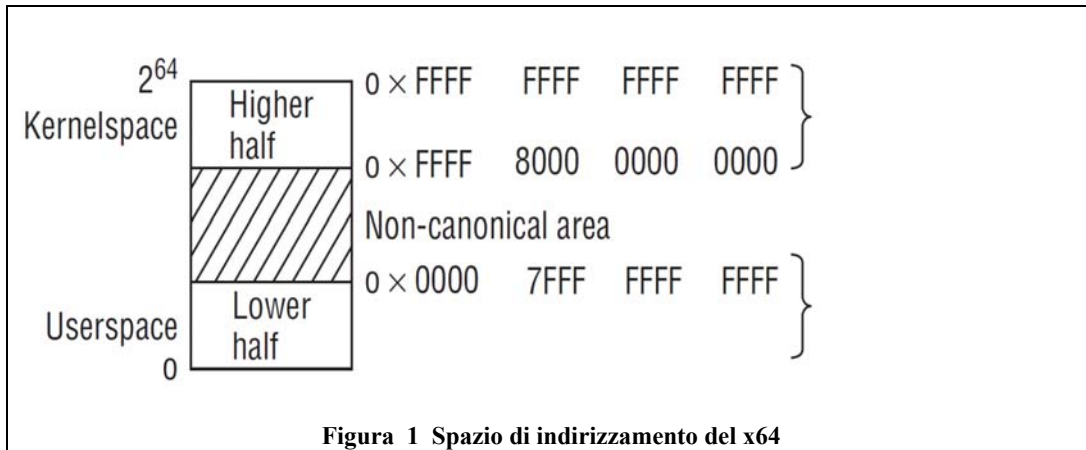 2^64
Kernelspace
Higher half
0 × FFFF FFFF FFFF FFFF
0 × FFFF 8000 0000 0000
Non-canonical area
0 × 0000 7FFF FFFF FFFF
Userspace
Lower half
0
Figura 1 Spazio di indirizzamento del x64